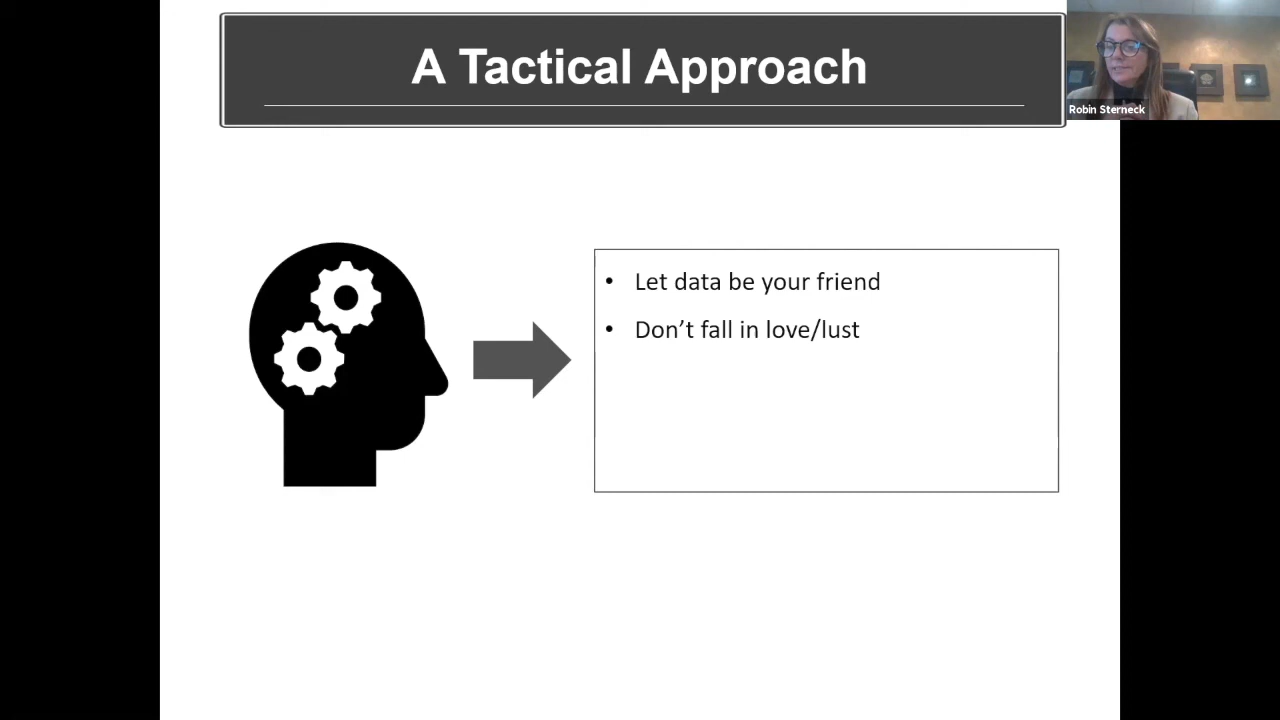 A Tactical Approach
Robin Sterneck
• Let data be your friend
• Don’t fall in love/lust